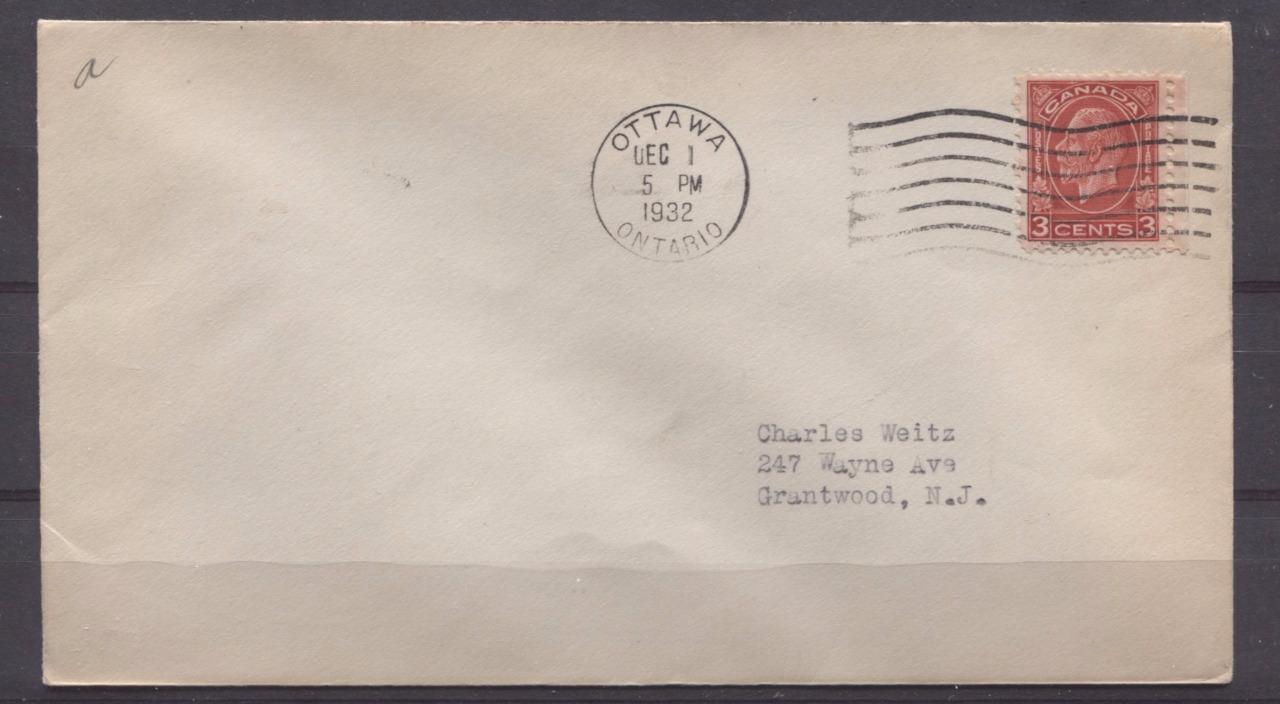 a
OTTAWA
DEC 1
5 PM
1932
ONTARIO
CANADA
3 CENTS 3
Charles Weitz
247 Wayne Ave
Grantwood, N.J.